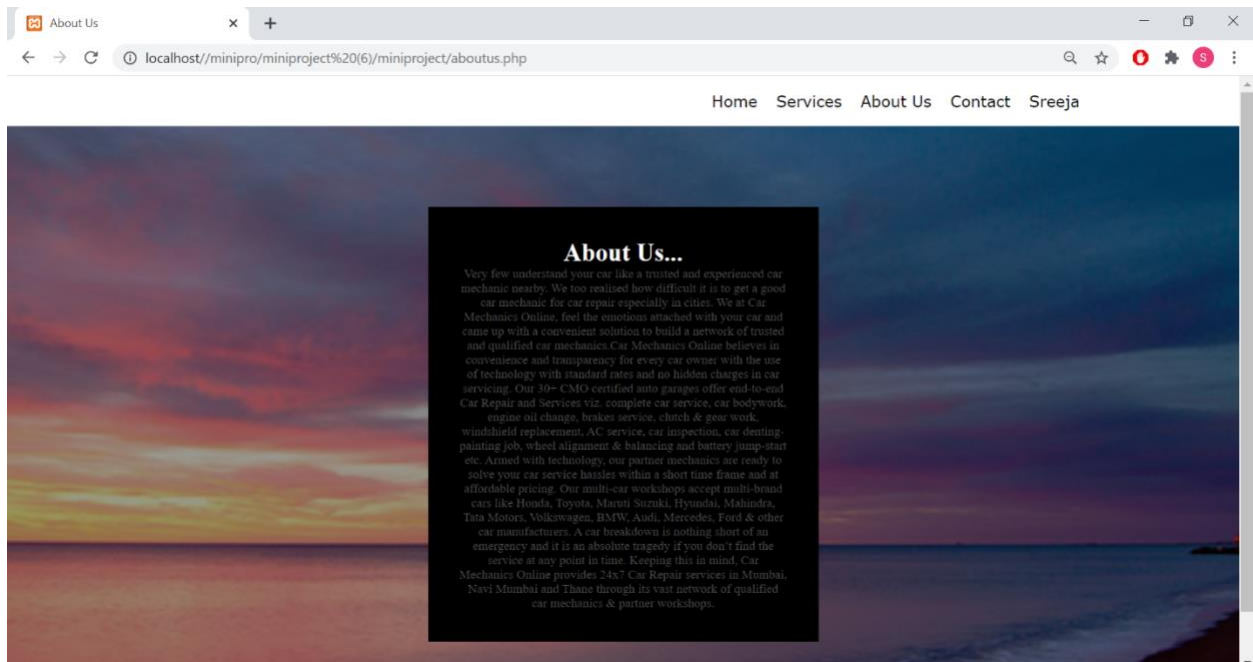 About Us
localhost//minipro/miniproject%20(6)/miniproject/aboutus.php
S
Home Services About Us Contact Sreeja
About Us...
Very few understand your car like a trusted and experienced car
mechanic nearby. We too realised how difficult it is to get a good
car mechanic for car repair especially in cities. We at Car
Mechanics Online, feel the emotions attached with your car and
came up with a convenient solution to build a network of trusted
and qualified car mechanics.Car Mechanics Online believes in
convenience and transparency for every car owner with the use
of technology with standard rates and no hidden charges in car
servicing. Our 30+ CMO certified auto garages offer end-to-end
Car Repair and Services viz. complete car service, car bodywork,
engine oil change, brakes service, clutch & gear work,
windshield replacement, AC service, car inspection, car denting-
painting job, wheel alignment & balancing and battery jump-start
etc. Armed with technology, our partner mechanics are ready to
solve your car service hassles within a short time frame and at
affordable pricing. Our multi-car workshops accept multi-brand
cars like Honda, Toyota, Maruti Suzuki, Hyundai, Mahindra,
Tata Motors, Volkswagen, BMW, Audi, Mercedes, Ford & other
car manufacturers. A car breakdown is nothing short of an
emergency and it is an absolute tragedy if you don't find the
service at any point in time. Keeping this in mind, Car
Mechanics Online provides 24x7 Car Repair services in Mumbai,
Navi Mumbai and Thane through its vast network of qualified
car mechanics & partner workshops.